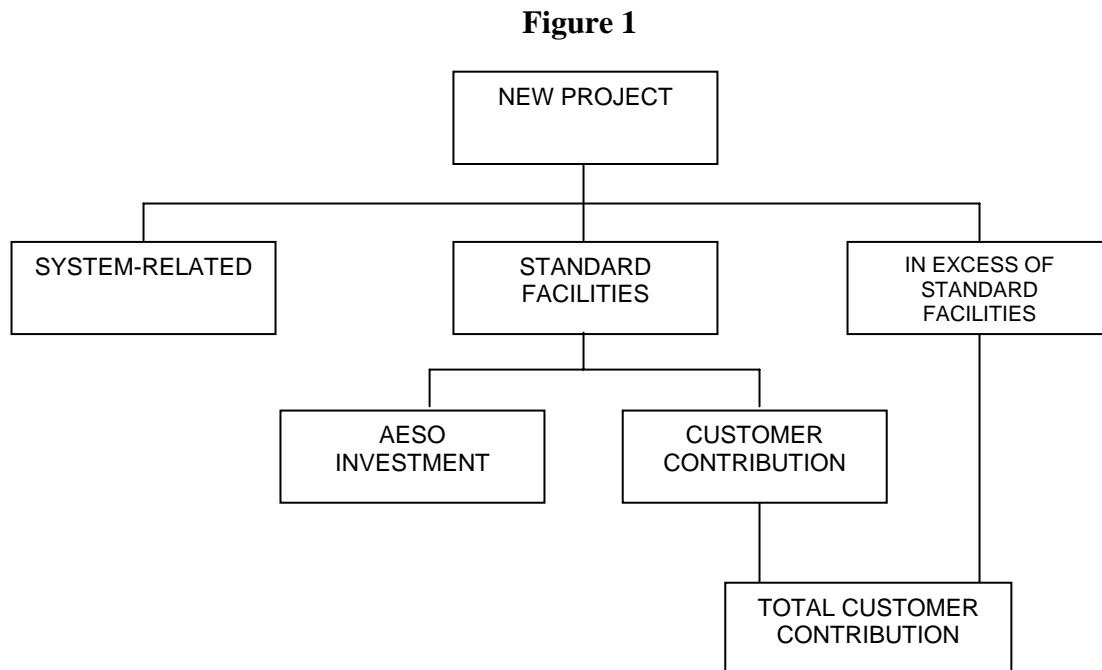 Figure 1
NEW PROJECT
SYSTEM-RELATED
STANDARD
FACILITIES
IN EXCESS OF
STANDARD
FACILITIES
AESO
INVESTMENT
CUSTOMER
CONTRIBUTION
TOTAL CUSTOMER
CONTRIBUTION